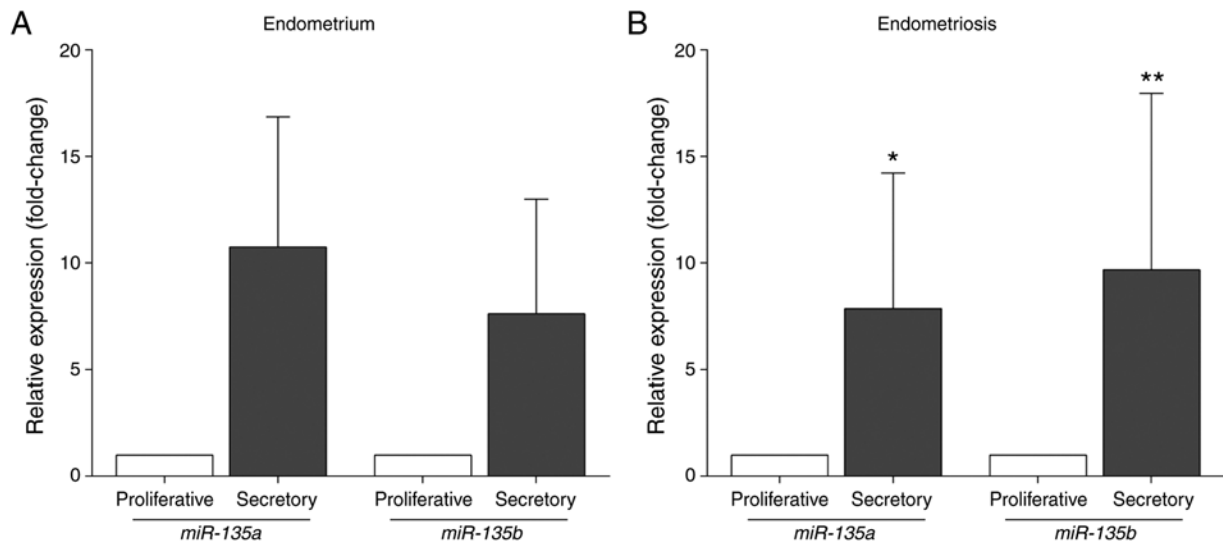 A
Endometrium
Relative expression (fold-change)
20
15
10
5
0
Proliferative Secretory Proliferative Secretory
miR-135a miR-135b
B
Endometriosis
Relative expression (fold-change)
20
15
10
5
0
*
**
Proliferative Secretory Proliferative Secretory
miR-135a miR-135b